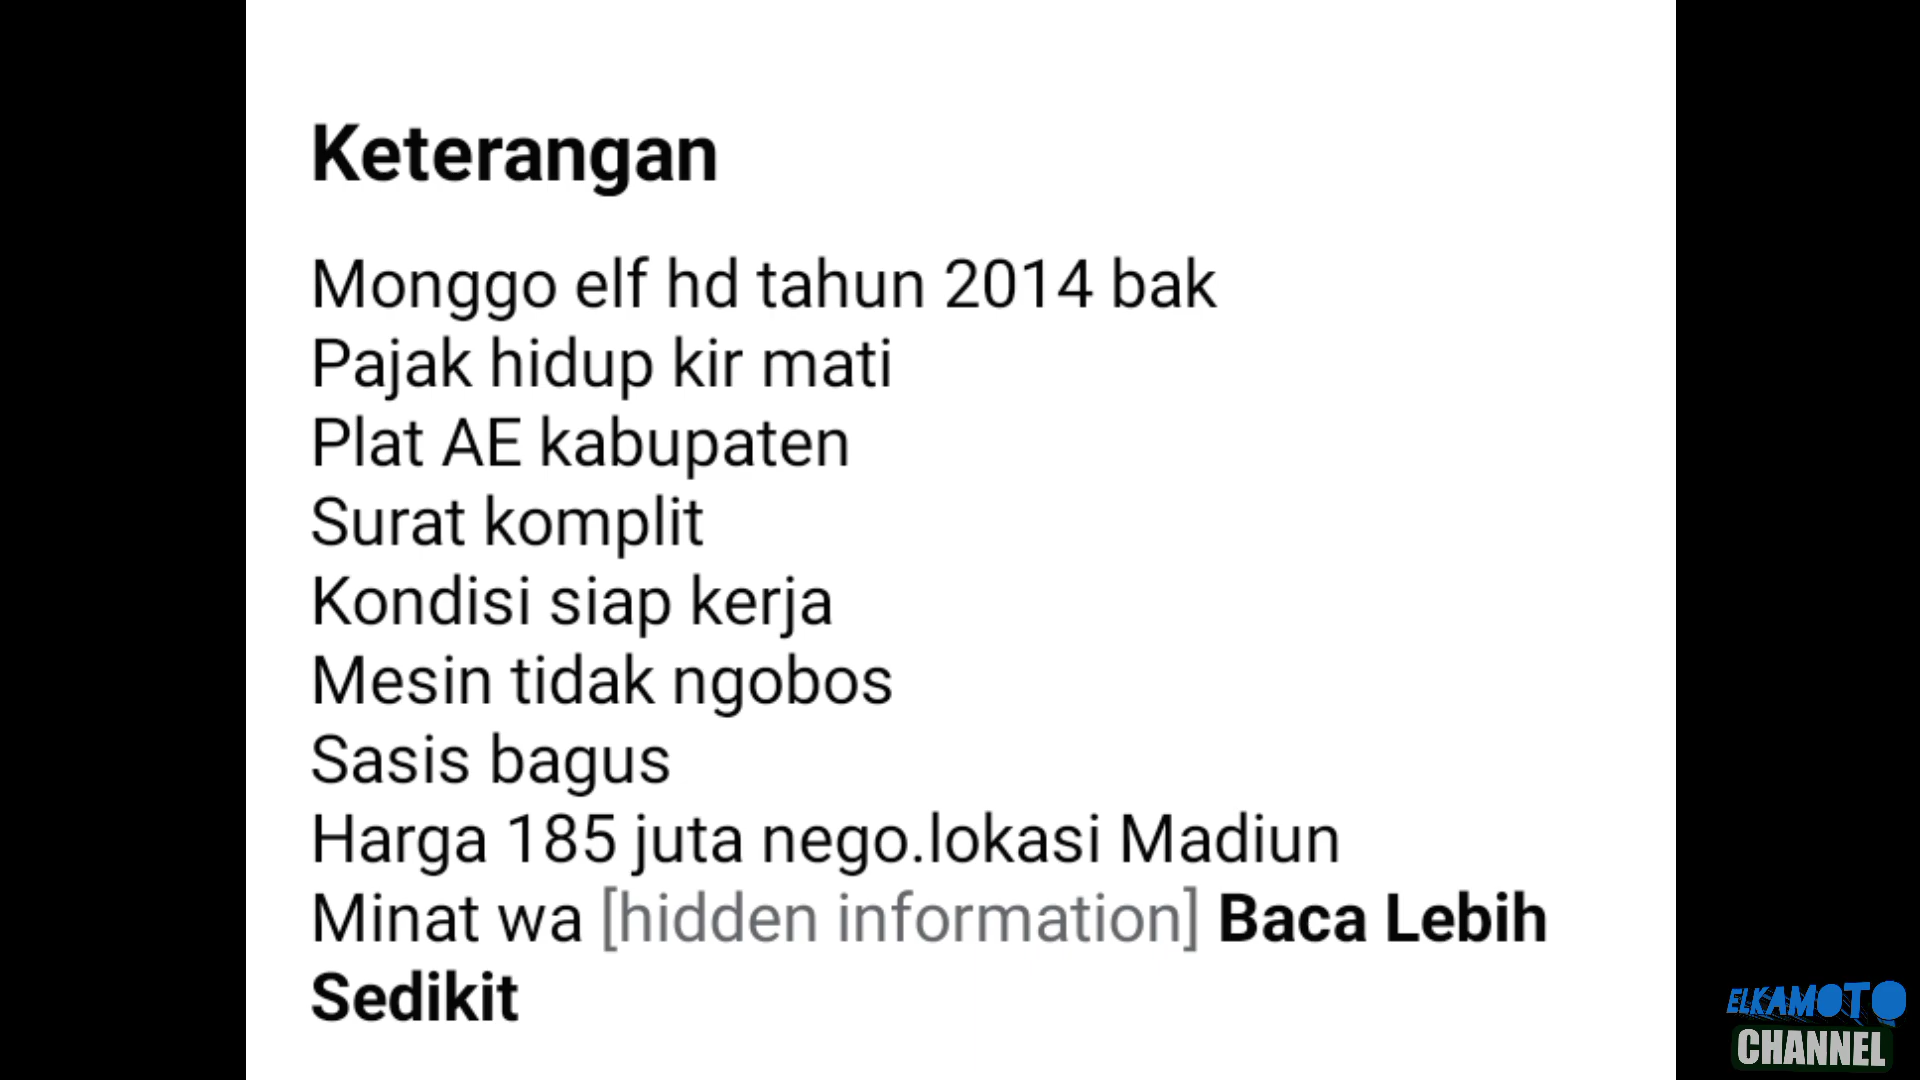 Keterangan
Monggo elf hd tahun 2014 bak
Pajak hidup kir mati
Plat AE kabupaten
Surat komplit
Kondisi siap kerja
Mesin tidak ngobos
Sasis bagus
Harga 185 juta nego.lokasi Madiun
Minat wa [hidden information] Baca Lebih
Sedikit
ELKAMOTO
CHANNEL